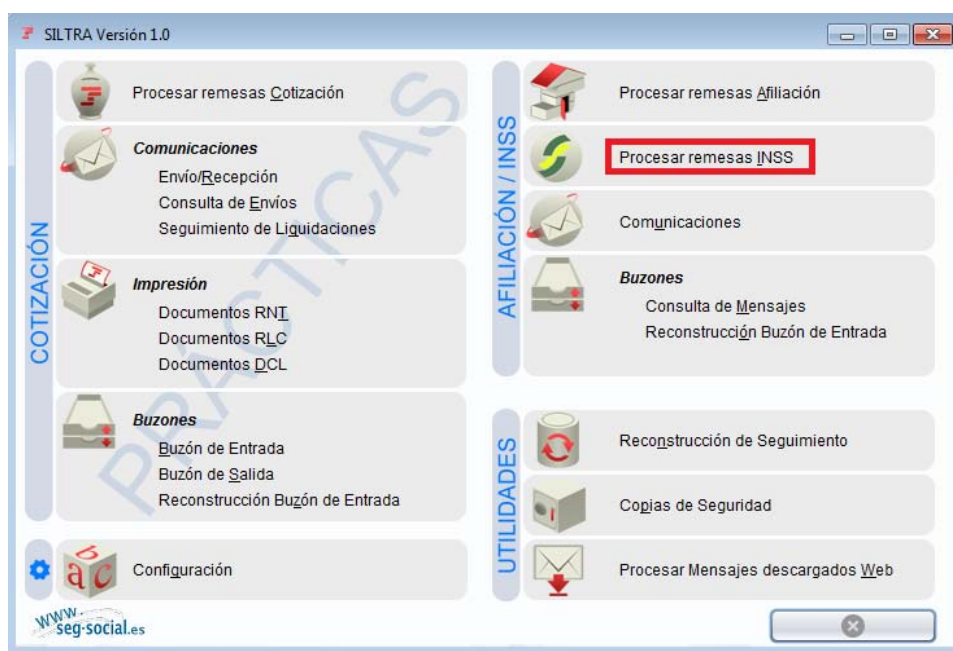 SILTRA Versión 1.0
COTIZACIÓN
Procesar remesas Cotización
Comunicaciones
Envío/Recepción
Consulta de Envíos
Seguimiento de Liquidaciones
Impresión
Documentos RNT
Documentos RLC
Documentos DCL
Buzones
Buzón de Entrada
Buzón de Salida
Reconstrucción Buzón de Entrada
b
a c
Configuración
www.
seg-social.es
AFILIACIÓN / INSS
Procesar remesas Afiliación
Procesar remesas INSS
Comunicaciones
Buzones
Consulta de Mensajes
Reconstrucción Buzón de Entrada
UTILIDADES
Reconstrucción de Seguimiento
Copias de Seguridad
Procesar Mensajes descargados Web
PRÁCTICAS